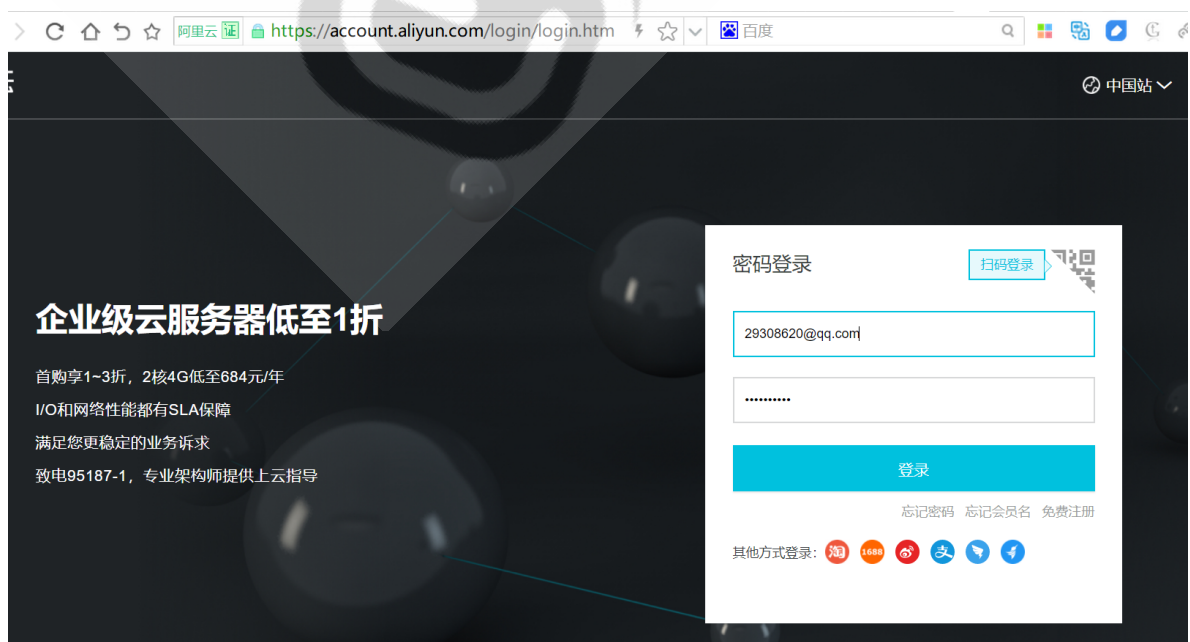 阿里云 证 https://account.aliyun.com/login/login.htm 百度
中国站
企业级云服务器低至1折
首购享1~3折，2核4G低至684元/年
I/O和网络性能都有SLA保障
满足您更稳定的业务诉求
致电95187-1，专业架构师提供上云指导
密码登录
扫码登录
29308620@qq.com
••••••••••
登录
忘记密码 忘记会员名 免费注册
其他方式登录： 淘 1688 支